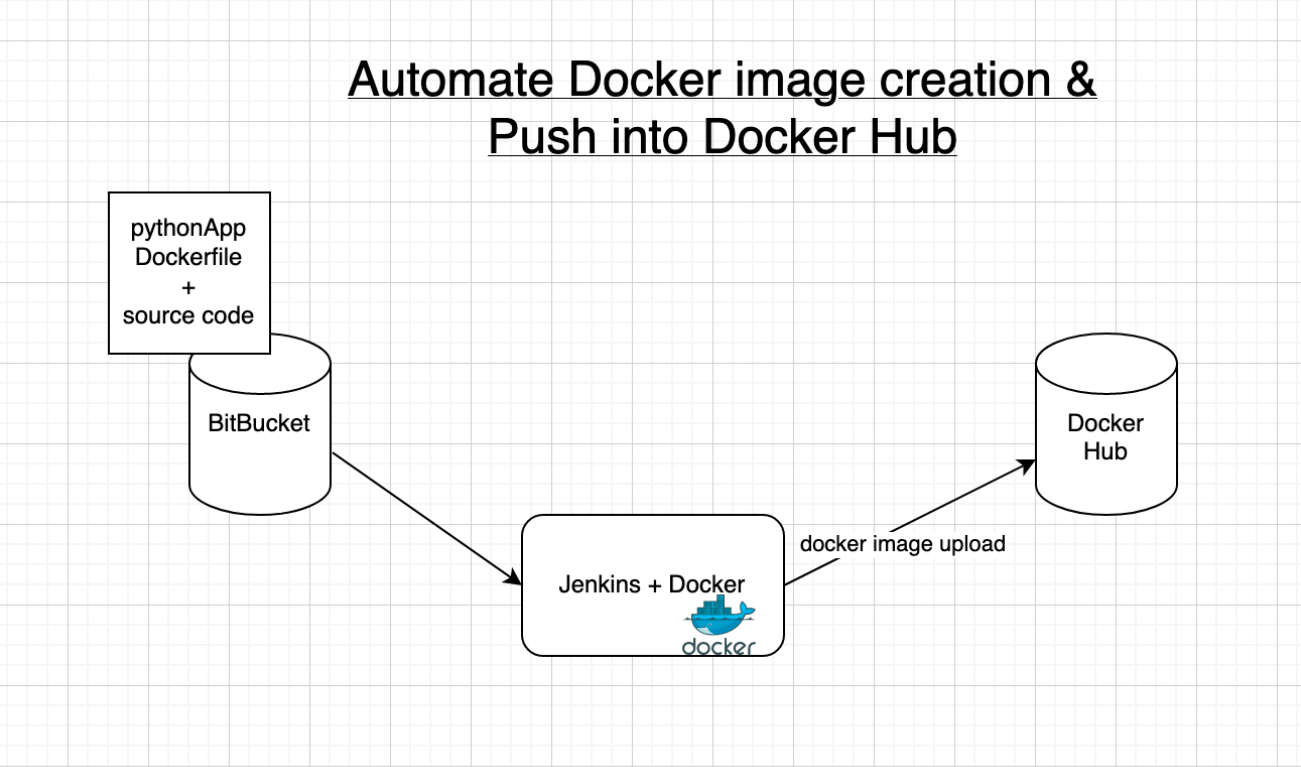 Automate Docker image creation &
Push into Docker Hub
pythonApp
Dockerfile
+
source code
BitBucket
Docker
Hub
docker image upload
Jenkins + Docker
docker